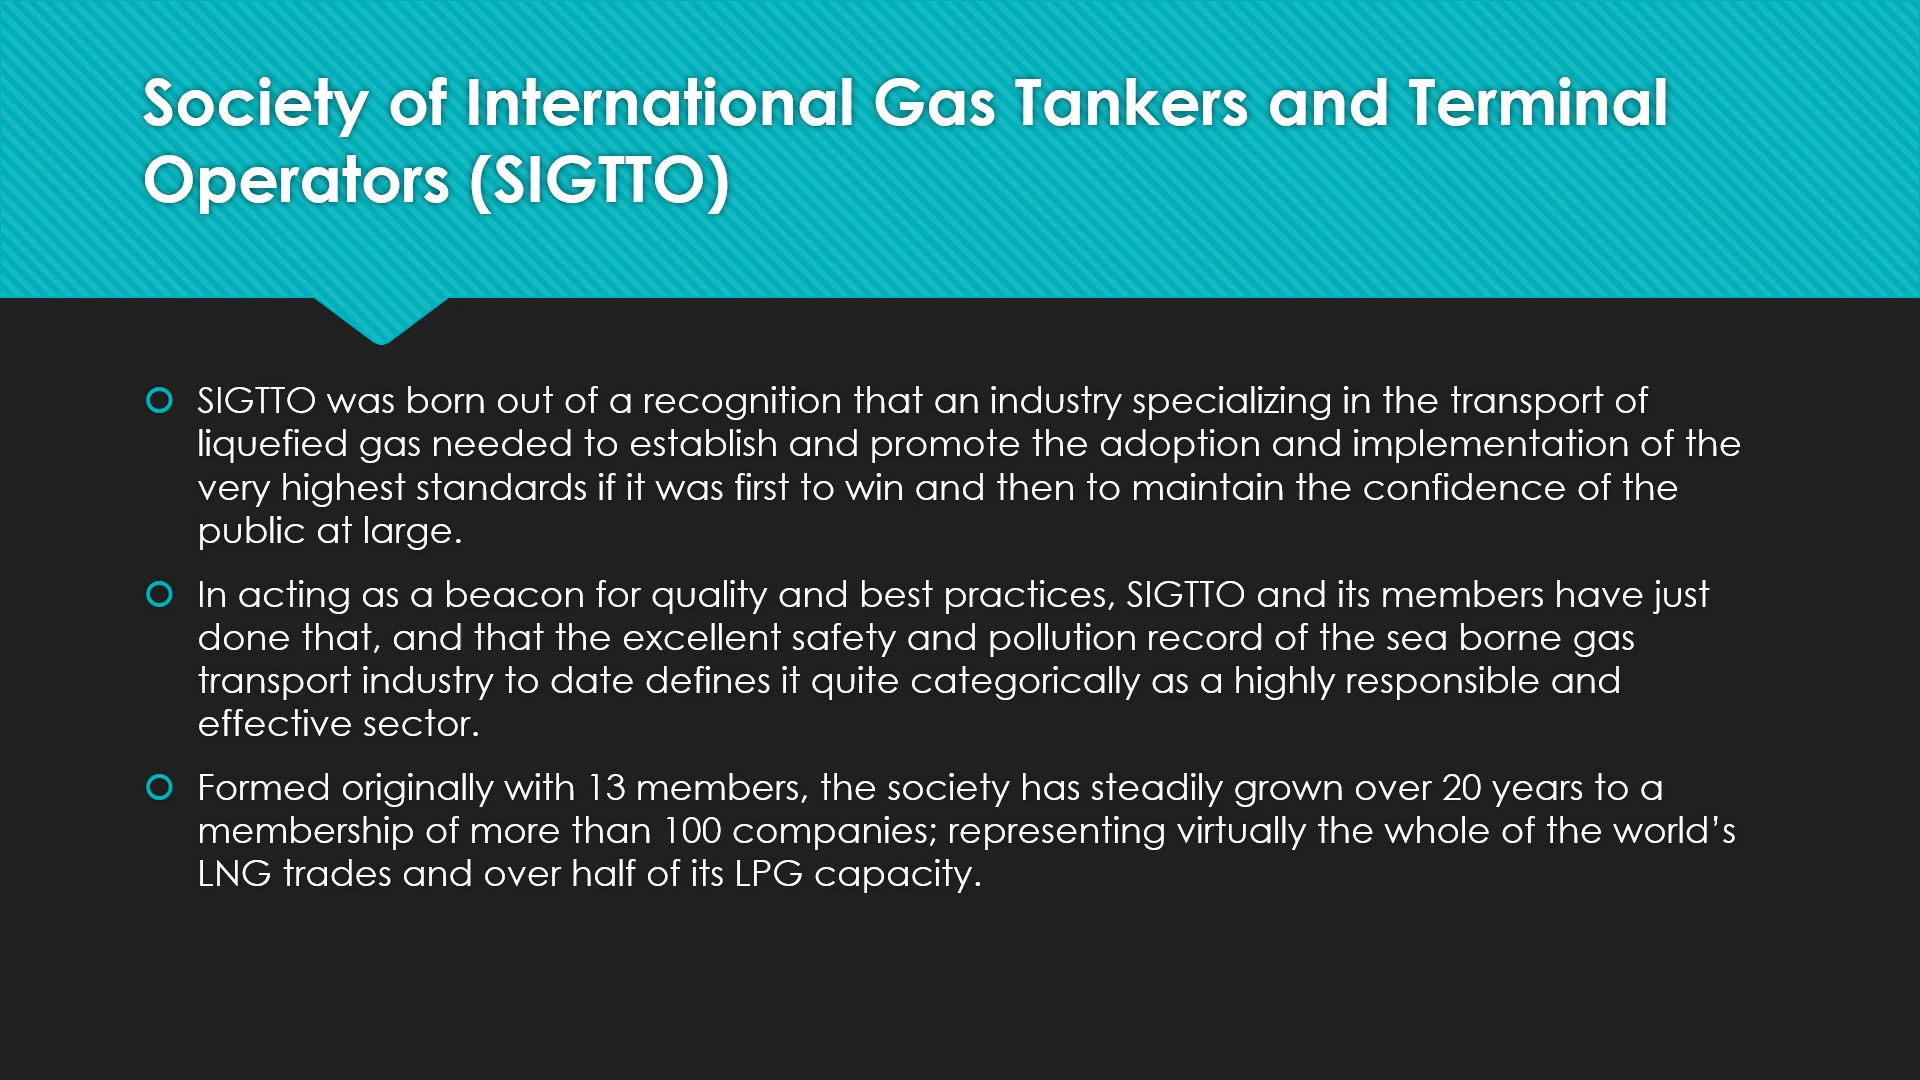 Society of International Gas Tankers and Terminal
Operators (SIGTTO)
SIGTTO was born out of a recognition that an industry specializing in the transport of
liquefied gas needed to establish and promote the adoption and implementation of the
very highest standards if it was first to win and then to maintain the confidence of the
public at large.
In acting as a beacon for quality and best practices, SIGTTO and its members have just
done that, and that the excellent safety and pollution record of the sea borne gas
transport industry to date defines it quite categorically as a highly responsible and
effective sector.
Formed originally with 13 members, the society has steadily grown over 20 years to a
membership of more than 100 companies; representing virtually the whole of the world’s
LNG trades and over half of its LPG capacity.